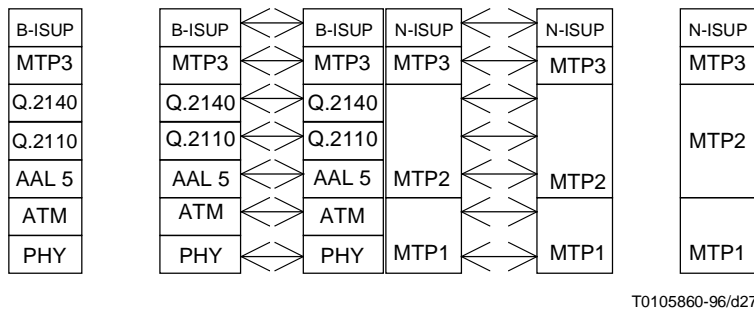 B-ISUP B-ISUP B-ISUP N-ISUP N-ISUP N-ISUP
MTP3 MTP3 MTP3 MTP3 MTP3 MTP3
Q.2140 Q.2140 Q.2140
Q.2110 Q.2110 Q.2110 MTP2
AAL 5 AAL 5 AAL 5 MTP2 MTP2
ATM ATM ATM
PHY PHY PHY MTP1 MTP1 MTP1
T0105860-96/d27